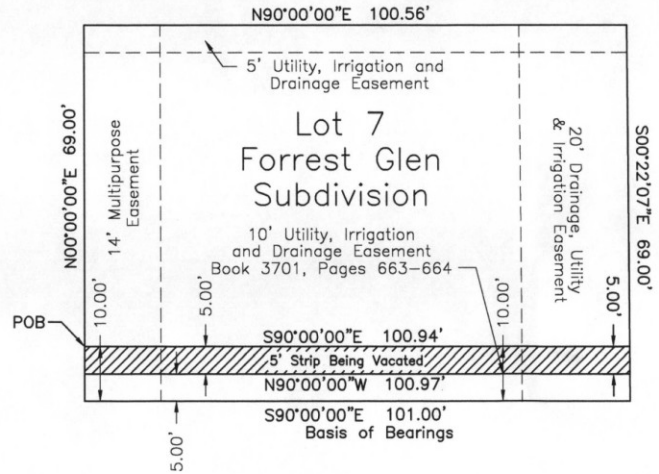 N90°00'00"E 100.56'
5' Utility, Irrigation and
Drainage Easement
Lot 7
Forrest Glen
Subdivision
N00°00'00"E 69.00'
14' Multipurpose
Easement
20' Drainage, Utility
& Irrigation Easement
S00°22'07"E 69.00'
10' Utility, Irrigation
and Drainage Easement
Book 3701, Pages 663-664
10.00'
5.00'
10.00'
5.00'
POB
S90°00'00"E 100.94'
5' Strip Being Vacated
N90°00'00"W 100.97'
S90°00'00"E 101.00'
Basis of Bearings
5.00'